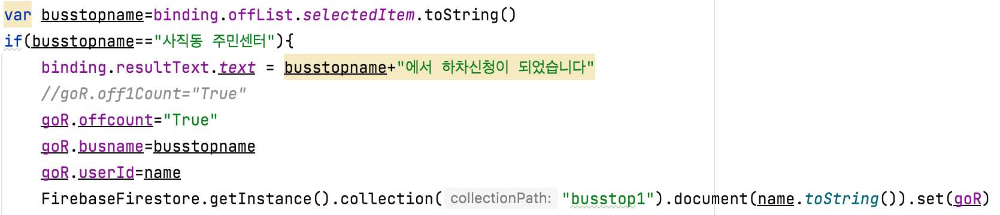 var busstopname=binding.offList.selectedItem.toString()
if(busstopname=="사직동 주민센터"){
binding.resultText.text = busstopname+"에서 하차신청이 되었습니다"
//goR.off1Count="True"
goR.offcount="True"
goR.busname=busstopname
goR.userId=name
FirebaseFirestore.getInstance().collection( collectionPath: "busstop1").document(name.toString()).set(goR)